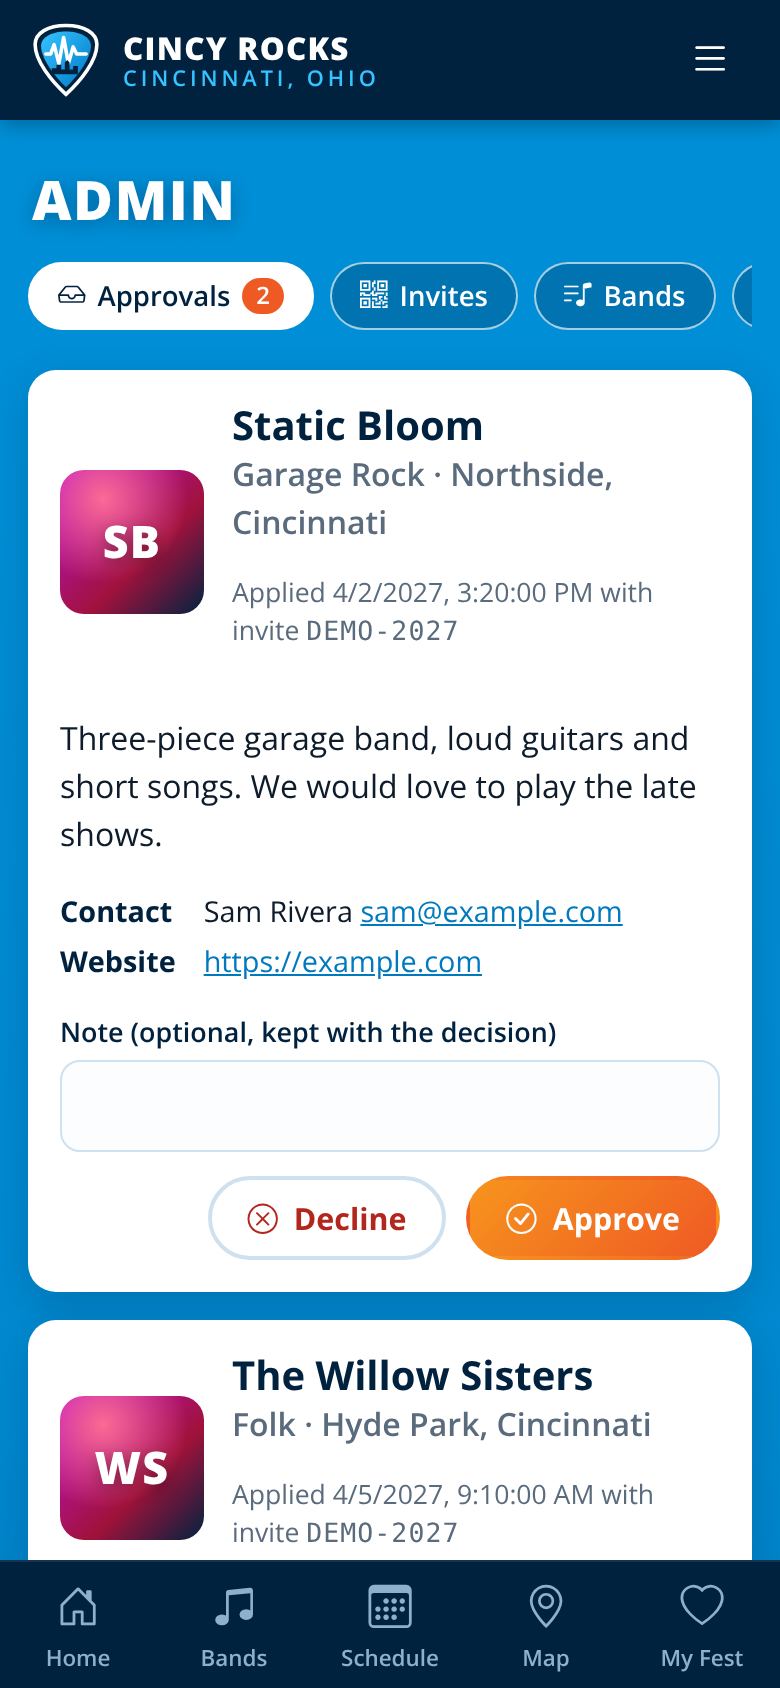 CINCY ROCKS
CINCINNATI, OHIO
ADMIN
Approvals 2 Invites Bands
Static Bloom
Garage Rock · Northside,
Cincinnati
SB
Applied 4/2/2027, 3:20:00 PM with
invite DEMO-2027
Three-piece garage band, loud guitars and
short songs. We would love to play the late
shows.
Contact Sam Rivera sam@example.com
Website https://example.com
Note (optional, kept with the decision)
Decline Approve
The Willow Sisters
Folk · Hyde Park, Cincinnati
WS
Applied 4/5/2027, 9:10:00 AM with
invite DEMO-2027
Home Bands Schedule Map My Fest